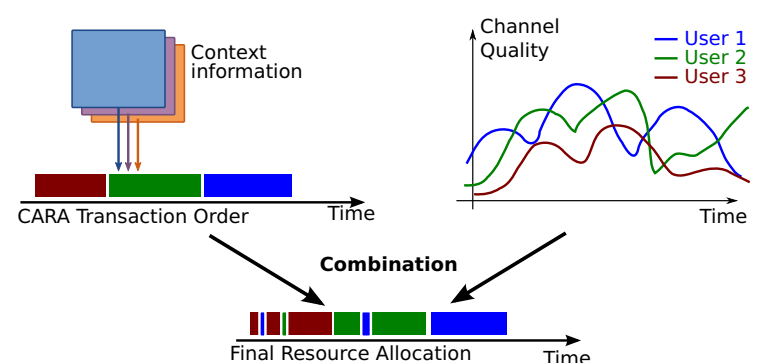 Context
information
CARA Transaction Order
Time
Channel
Quality
User 1
User 2
User 3
Time
Combination
Final Resource Allocation
Time